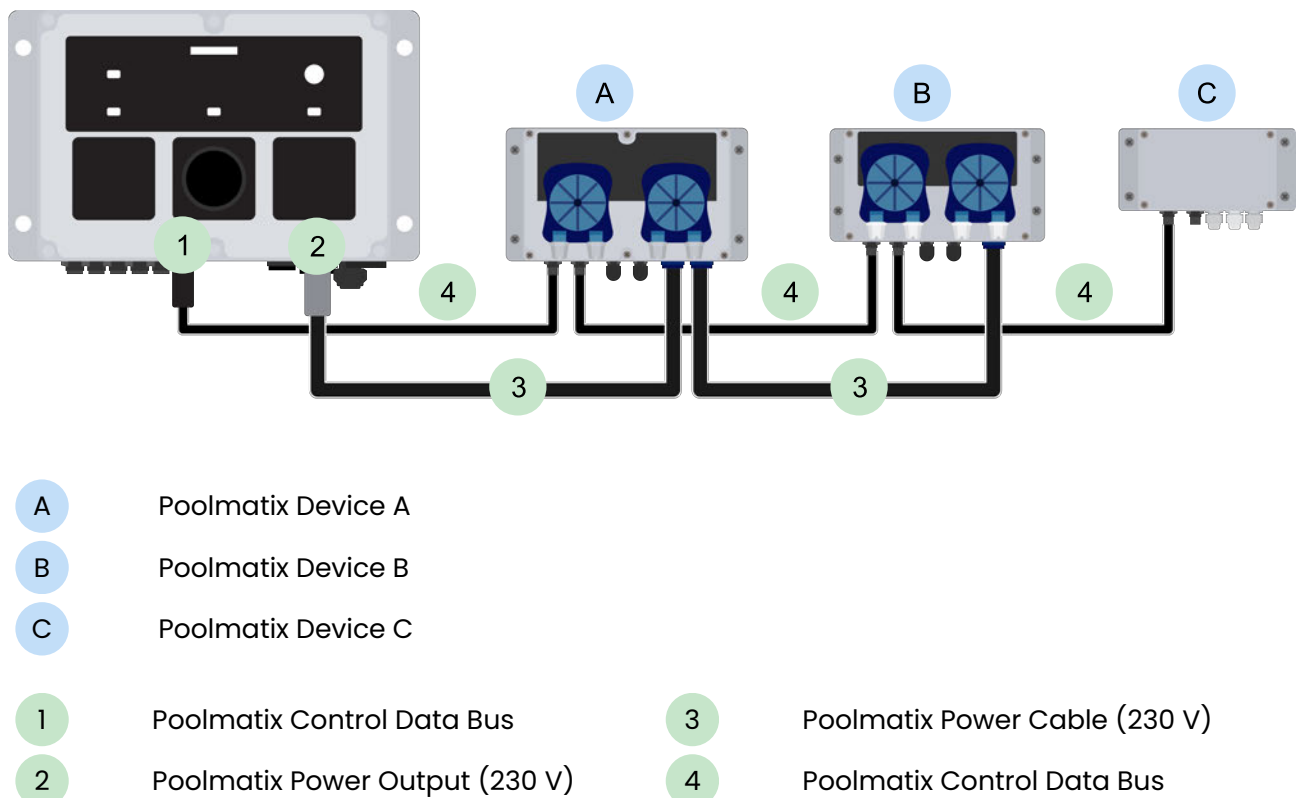 A
B
C
1
2
4
4
4
3
3
A Poolmatix Device A
B Poolmatix Device B
C Poolmatix Device C
1 Poolmatix Control Data Bus
3 Poolmatix Power Cable (230 V)
2 Poolmatix Power Output (230 V)
4 Poolmatix Control Data Bus